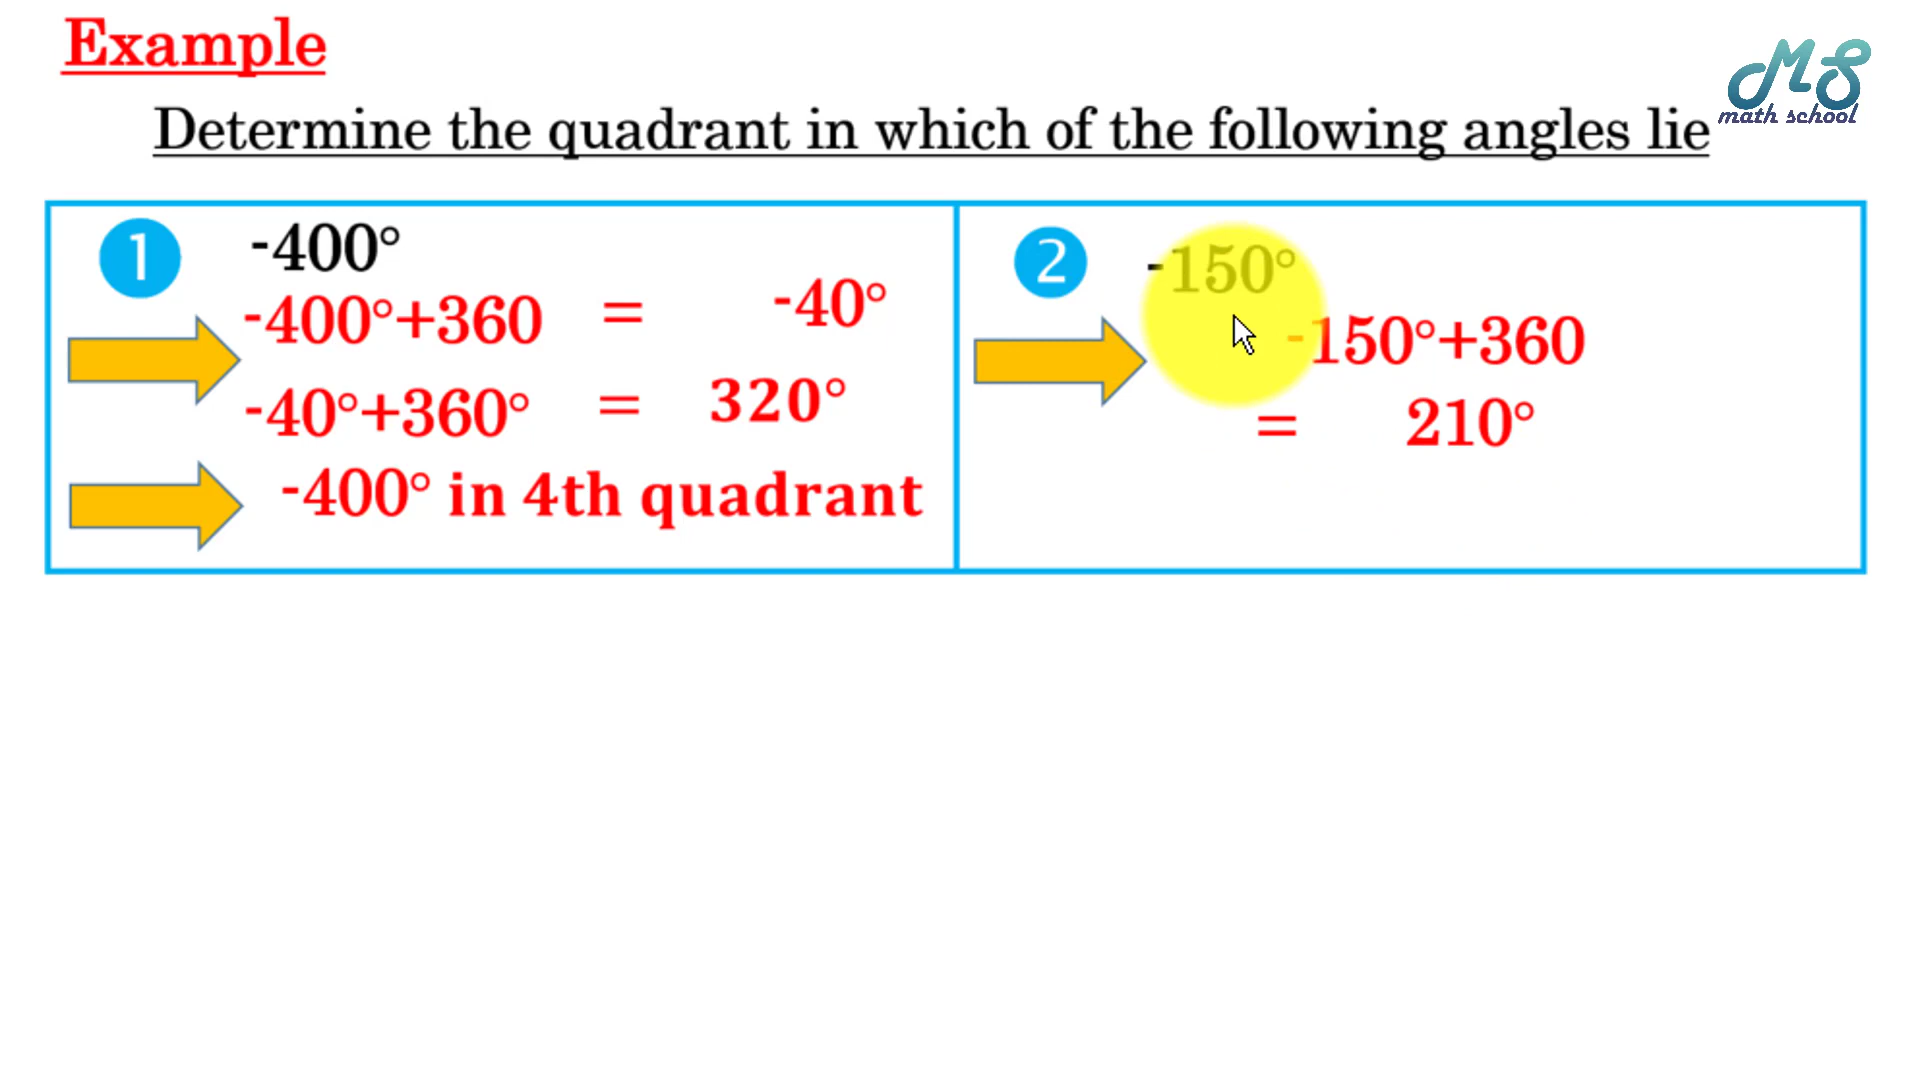 Example
MS
math school
Determine the quadrant in which of the following angles lie
1 -400°
-400°+360 = -40°
-40°+360° = 320°
-400° in 4th quadrant
2 -150°
-150°+360
= 210°